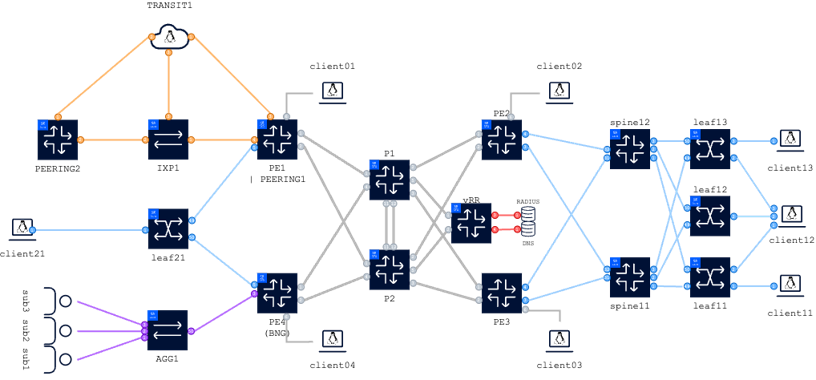 TRANSIT1
client01
client02
PEERING2
IXP1
PE1
| PEERING1
P1
PE2
spine12
leaf13
client13
vRR
RADIUS
DNS
leaf12
client12
client21
leaf21
P2
PE4
(BNG)
PE3
spine11
leaf11
client11
sub3
sub2
sub1
AGG1
client04
client03